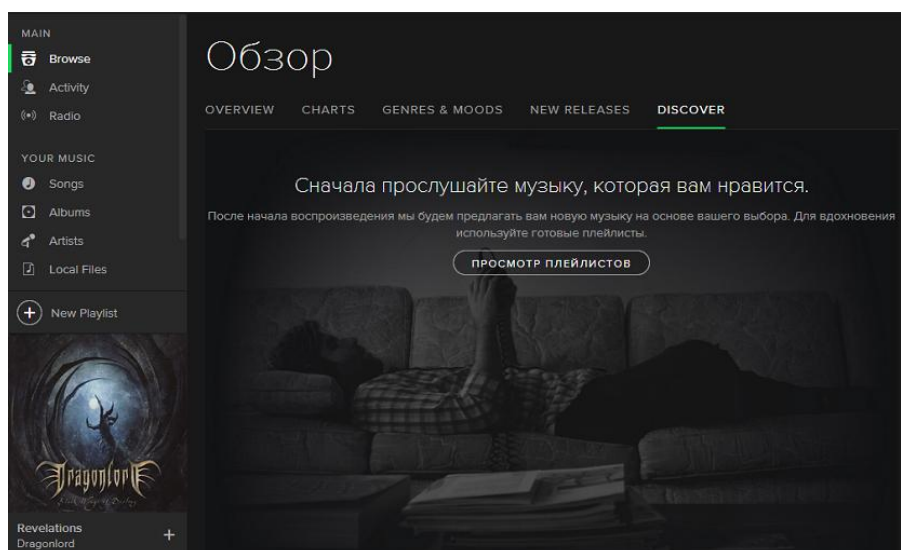 MAIN
Browse
Activity
Radio
YOUR MUSIC
Songs
Albums
Artists
Local Files
New Playlist
Dragonlord
Revelations
Dragonlord
Обзор
OVERVIEW CHARTS GENRES & MOODS NEW RELEASES DISCOVER
Сначала прослушайте музыку, которая вам нравится.
После начала воспроизведения мы будем предлагать вам новую музыку на основе вашего выбора. Для вдохновения
используйте готовые плейлисты.
ПРОСМОТР ПЛЕЙЛИСТОВ